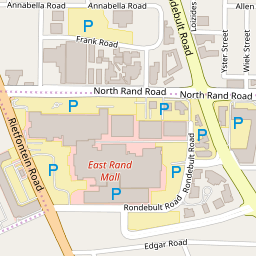 Annabella Road
Annabella Road
Allen
Loizides
Frank Road
Rondebult Road
Yster Street
Wiek Street
P
North Rand Road
North Rand Road
P
P
P
P
P
Rietfontein Road
East Rand
Mall
P
Rondebult Road
Rondebult Road
P
Edgar Road